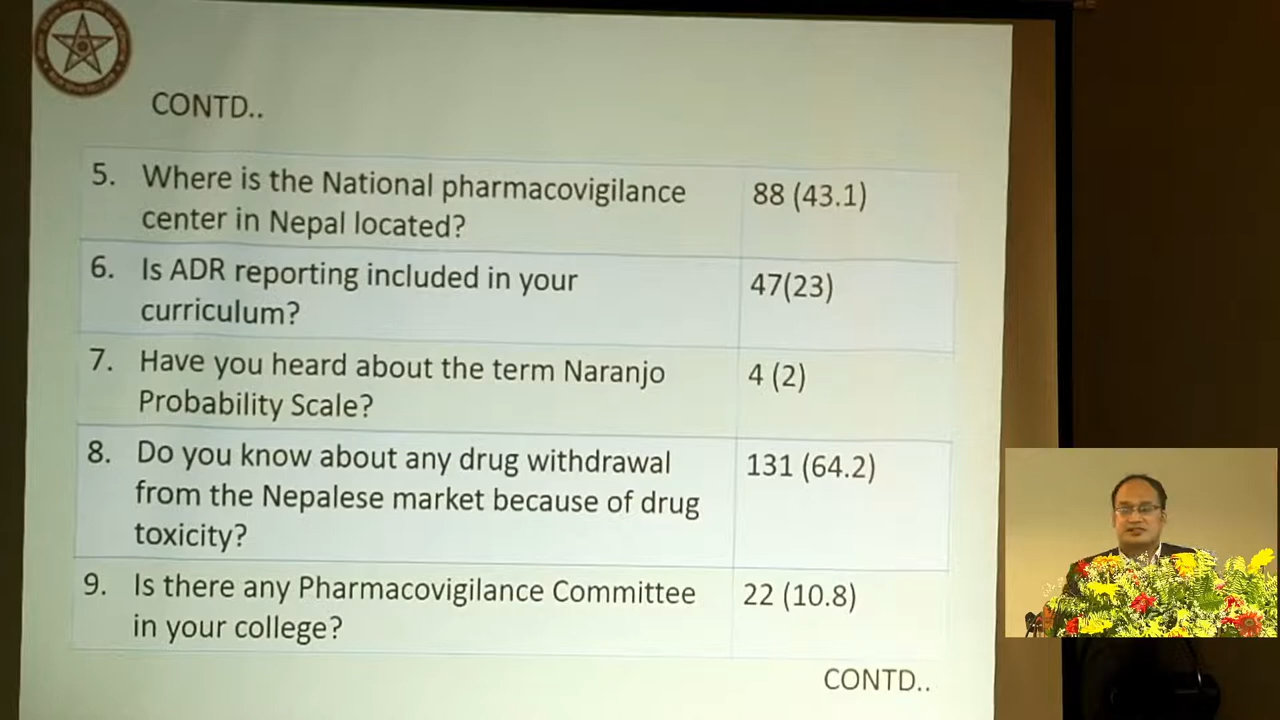 CONTD..
5. Where is the National pharmacovigilance 88 (43.1)
center in Nepal located?
6. Is ADR reporting included in your 47(23)
curriculum?
7. Have you heard about the term Naranjo 4 (2)
Probability Scale?
8. Do you know about any drug withdrawal 131 (64.2)
from the Nepalese market because of drug
toxicity?
9. Is there any Pharmacovigilance Committee 22 (10.8)
in your college?
CONTD..